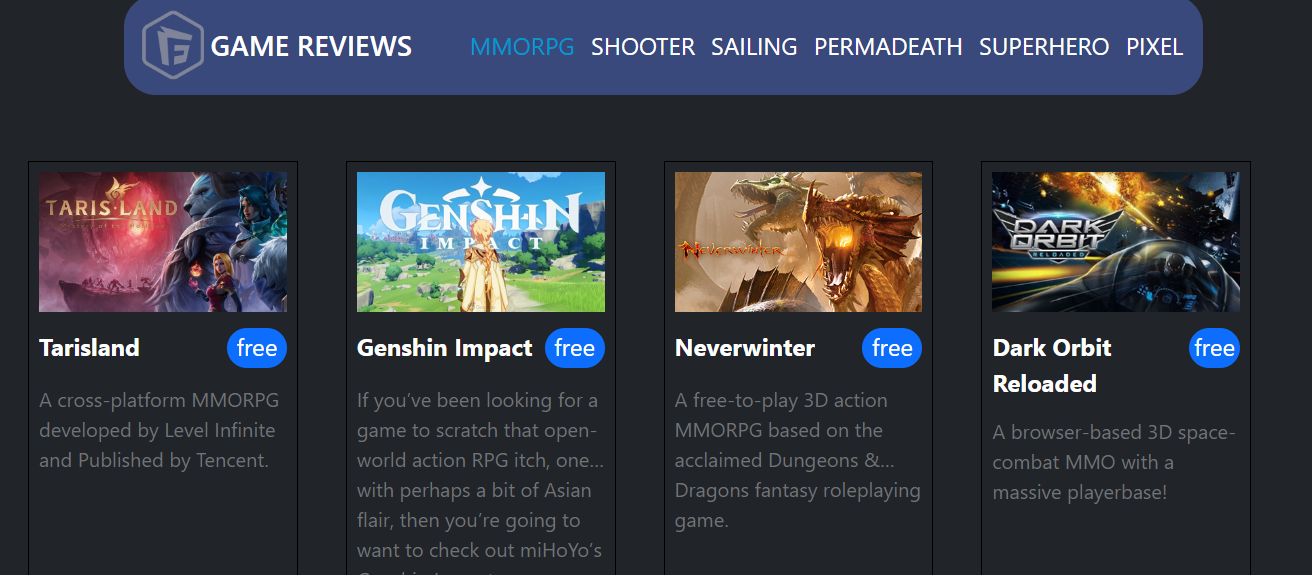 GAME REVIEWS
MMORPG SHOOTER SAILING PERMADEATH SUPERHERO PIXEL
TARISLAND
GENSHIN
IMPACT
NEVERWINTER
DARK
ORBIT
RELOADED
Tarisland free
Genshin Impact free
Neverwinter free
Dark Orbit
Reloaded
free
A cross-platform MMORPG
developed by Level Infinite
and Published by Tencent.
If you’ve been looking for a
game to scratch that open-
world action RPG itch, one…
with perhaps a bit of Asian
flair, then you’re going to
want to check out miHoYo’s
A free-to-play 3D action
MMORPG based on the
acclaimed Dungeons &…
Dragons fantasy roleplaying
game.
A browser-based 3D space-
combat MMO with a
massive playerbase!